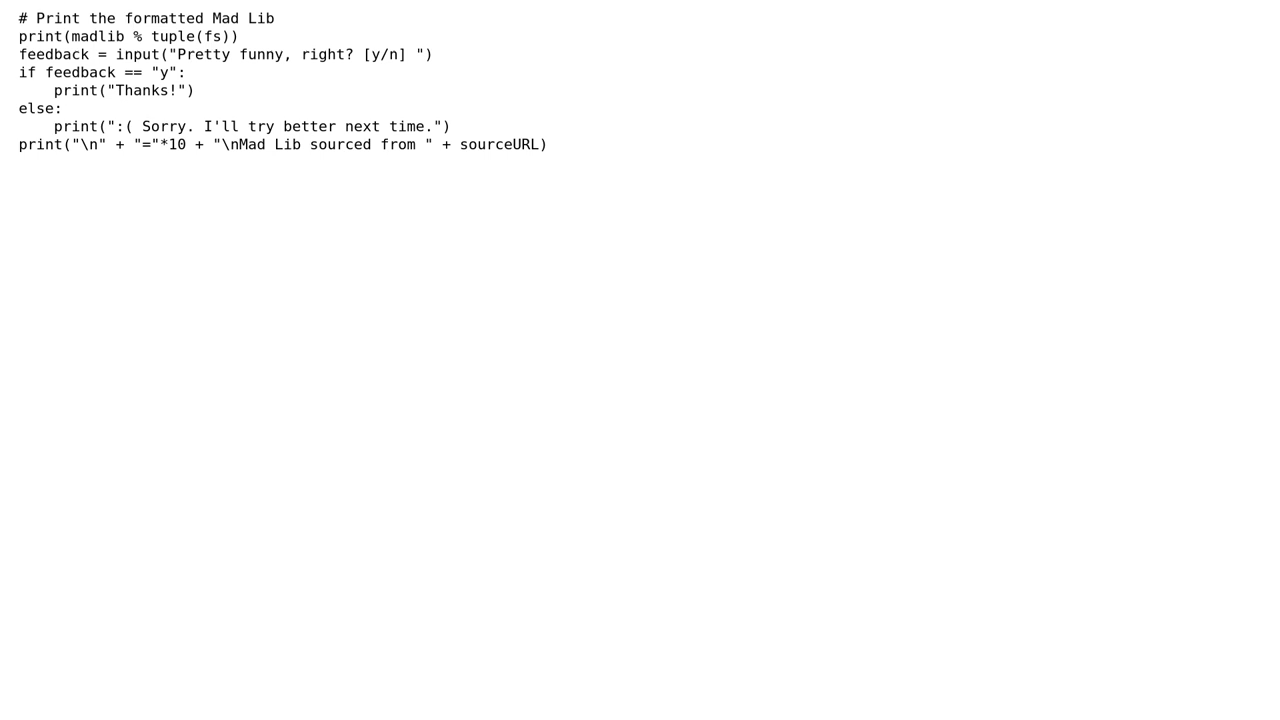 # Print the formatted Mad Lib
print(madlib % tuple(fs))
feedback = input("Pretty funny, right? [y/n] ")
if feedback == "y":
    print("Thanks!")
else:
    print(":( Sorry. I'll try better next time.")
print("\n" + "="*10 + "\nMad Lib sourced from " + sourceURL)